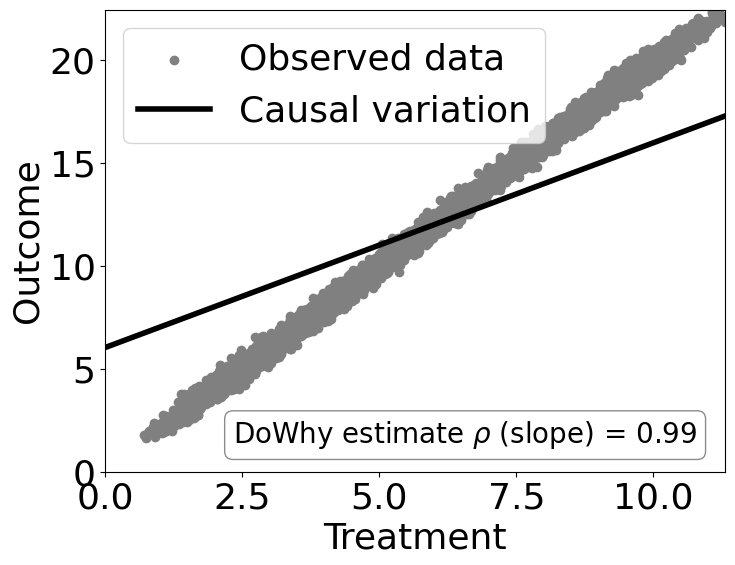 Observed data
Causal variation
20
15
10
5
0
Outcome
DoWhy estimate ρ (slope) = 0.99
0.0 2.5 5.0 7.5 10.0
Treatment